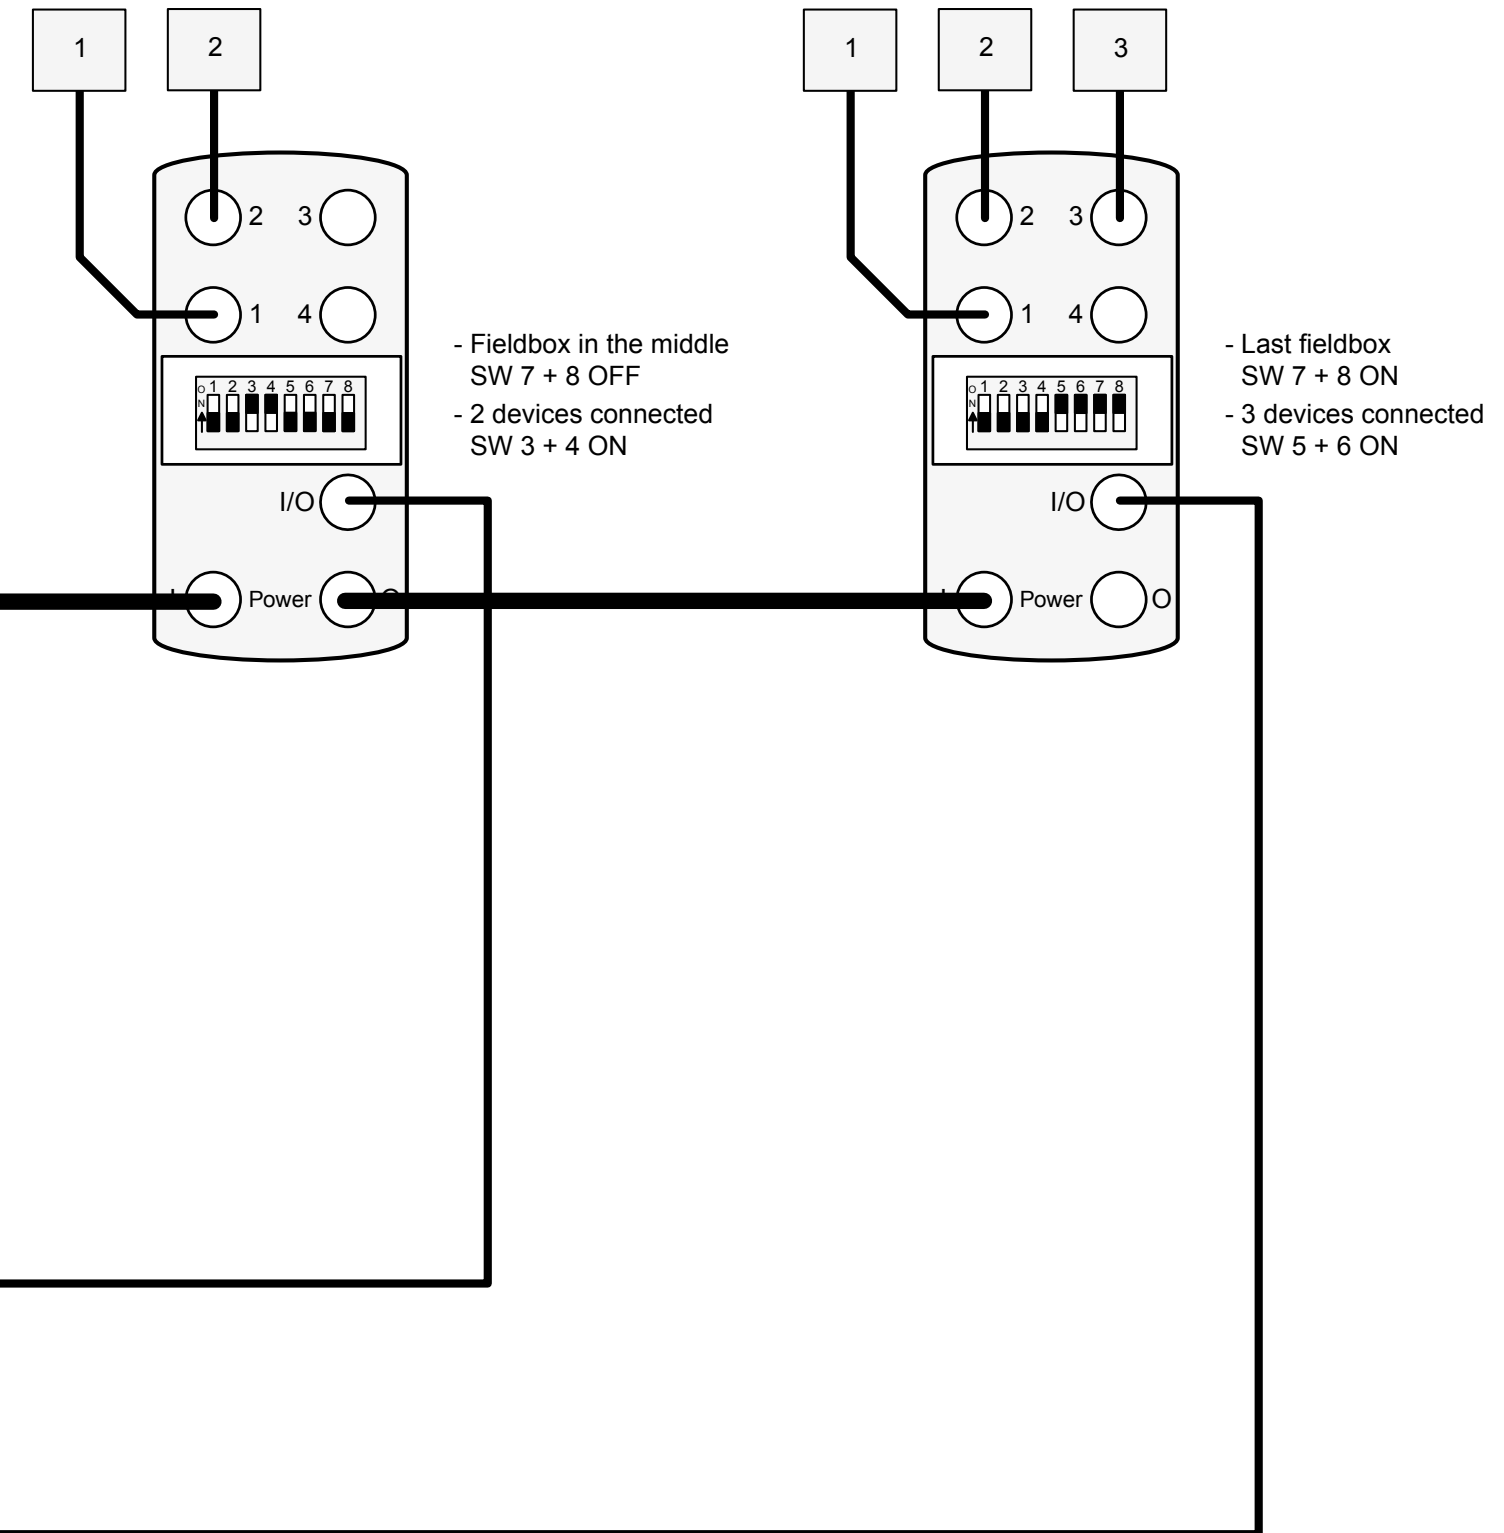 1 2
2 3
1 4
O 1 2 3 4 5 6 7 8
N
I/O
I Power O
- Fieldbox in the middle
SW 7 + 8 OFF
- 2 devices connected
SW 3 + 4 ON
1 2 3
2 3
1 4
O 1 2 3 4 5 6 7 8
N
I/O
I Power O
- Last fieldbox
SW 7 + 8 ON
- 3 devices connected
SW 5 + 6 ON